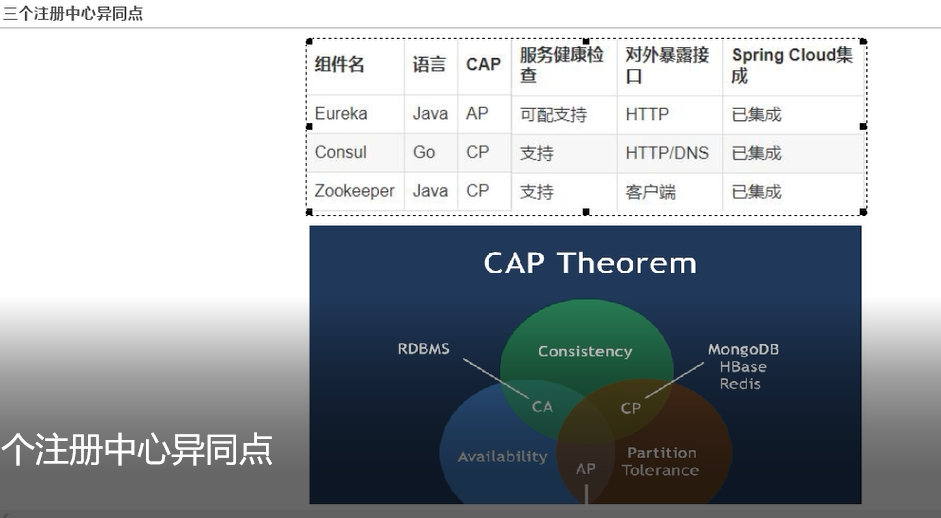 三个注册中心异同点
组件名 语言 CAP 服务健康检查 对外暴露接口 Spring Cloud集成
Eureka Java AP 可配支持 HTTP 已集成
Consul Go CP 支持 HTTP/DNS 已集成
Zookeeper Java CP 支持 客户端 已集成
CAP Theorem
RDBMS
Consistency
MongoDB
HBase
Redis
CA
CP
Availability
AP
Partition
Tolerance
个注册中心异同点